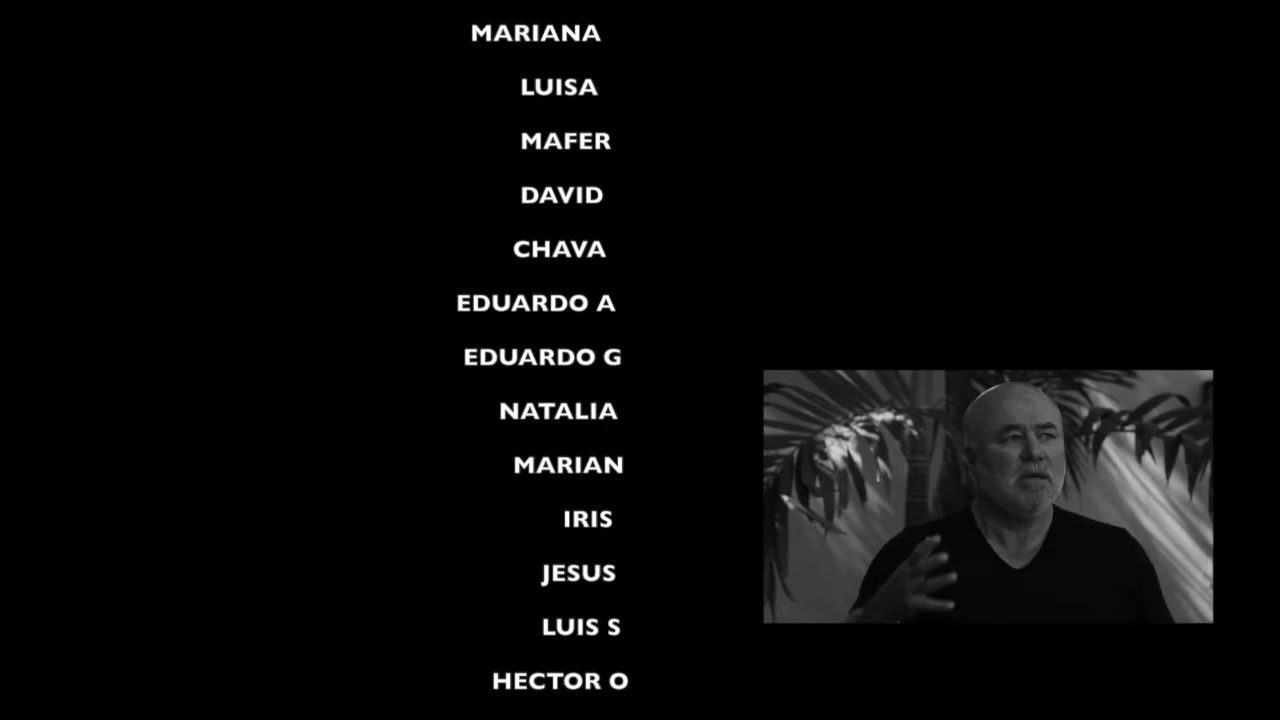 MARIANA
LUISA
MAFER
DAVID
CHAVA
EDUARDO A
EDUARDO G
NATALIA
MARIAN
IRIS
JESUS
LUIS S
HECTOR O